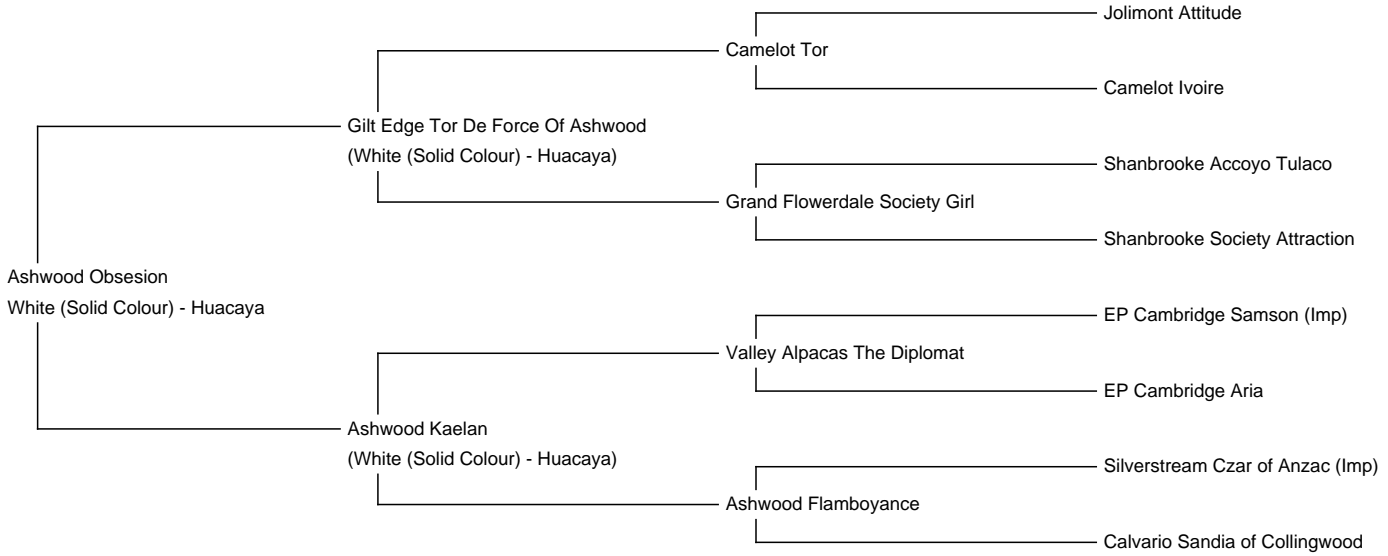 Jolimont Attitude
Camelot Tor
Camelot Ivoire
Gilt Edge Tor De Force Of Ashwood
(White (Solid Colour) - Huacaya)
Shanbrooke Accoyo Tulaco
Grand Flowerdale Society Girl
Shanbrooke Society Attraction
Ashwood Obsesion
White (Solid Colour) - Huacaya
EP Cambridge Samson (Imp)
Valley Alpacas The Diplomat
EP Cambridge Aria
Ashwood Kaelan
(White (Solid Colour) - Huacaya)
Silverstream Czar of Anzac (Imp)
Ashwood Flamboyance
Calvario Sandia of Collingwood